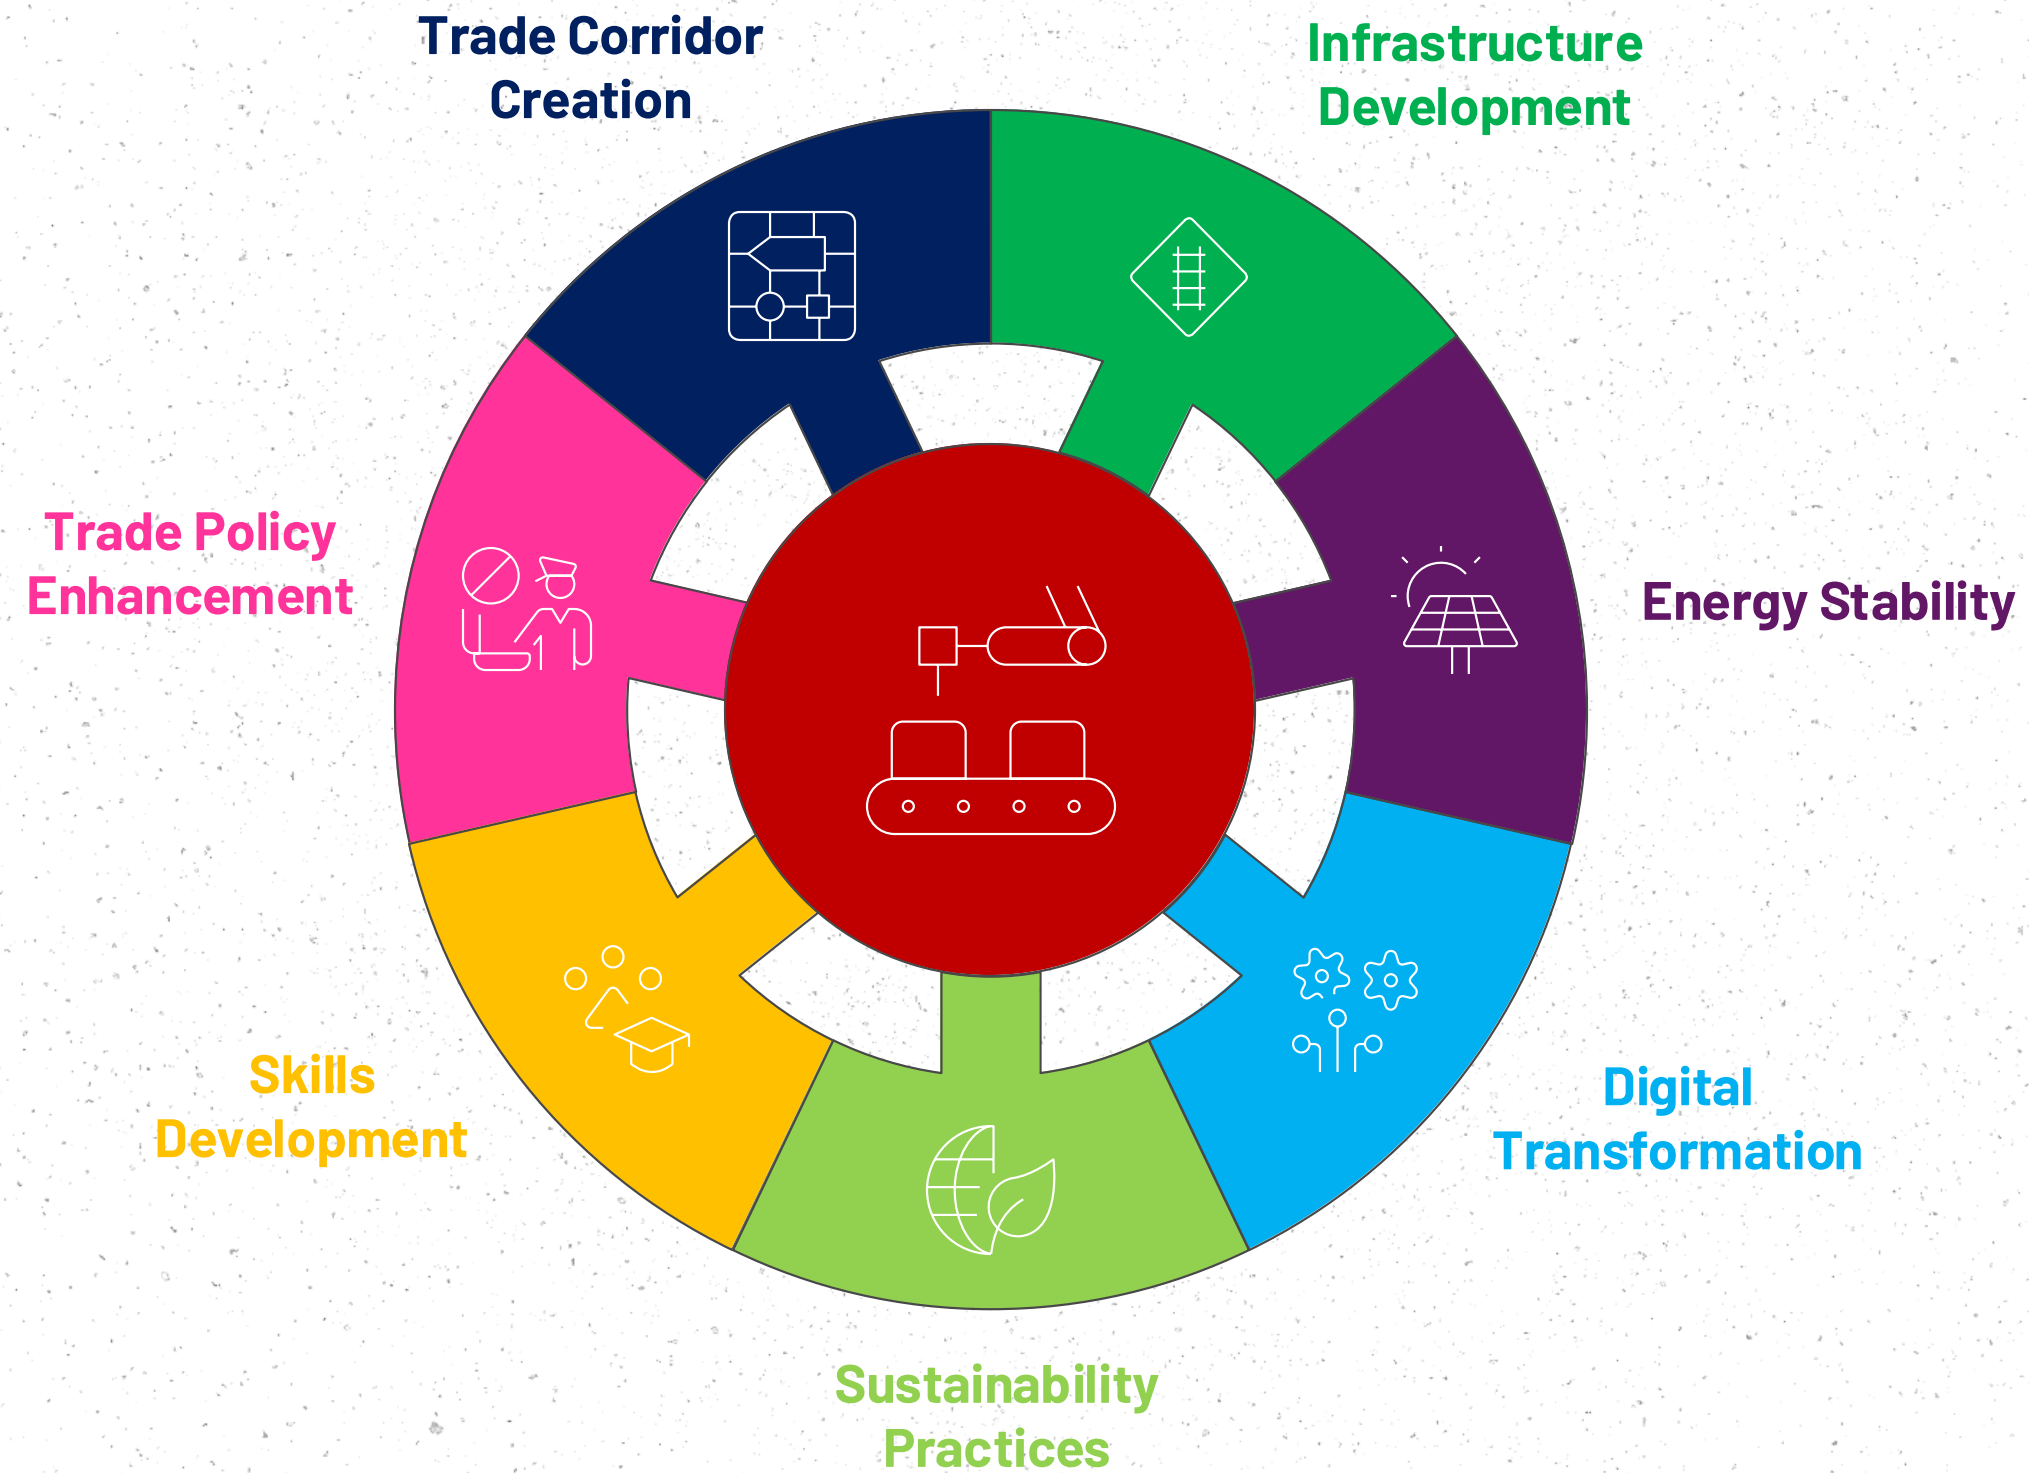 Trade Corridor
Creation
Infrastructure
Development
Trade Policy
Enhancement
Energy Stability
Skills
Development
Digital
Transformation
Sustainability
Practices